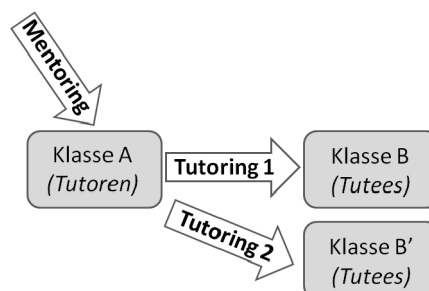 Mentoring
Klasse A
(Tutoren)
Tutoring 1
Klasse B
(Tutees)
Tutoring 2
Klasse B'
(Tutees)